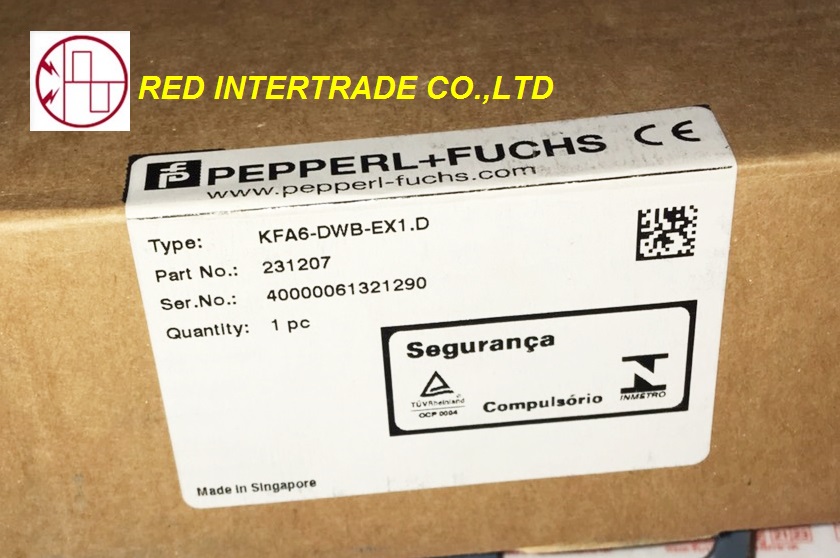 RED INTERTRADE CO.,LTD
PEPPERL+FUCHS CE
www.pepperl-fuchs.com
Type: KFA6-DWB-EX1.D
Part No.: 231207
Ser.No.: 40000061321290
Quantity: 1 pc
Segurança
TÜVRheinland
OCP 0004
Compulsório
INMETRO
Made in Singapore